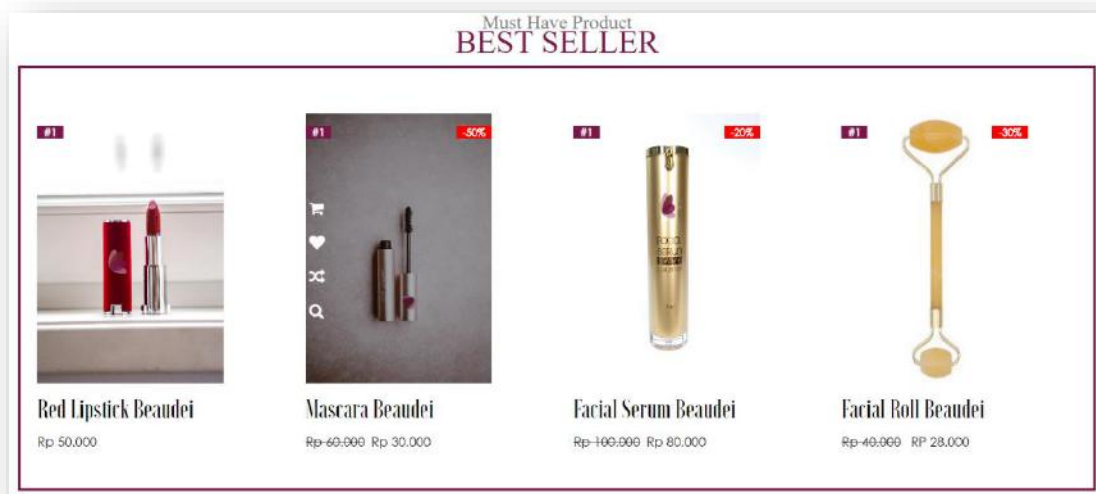 Must Have Product
BEST SELLER
#1
#1 -50%
#1 -20%
#1 -30%
FACIAL
SERUM
Red Lipstick Beaudei Mascara Beaudei Facial Serum Beaudei Facial Roll Beaudei
Rp 50.000 Rp 60.000 Rp 30.000 Rp 100.000 Rp 80.000 Rp 40.000 RP 28.000